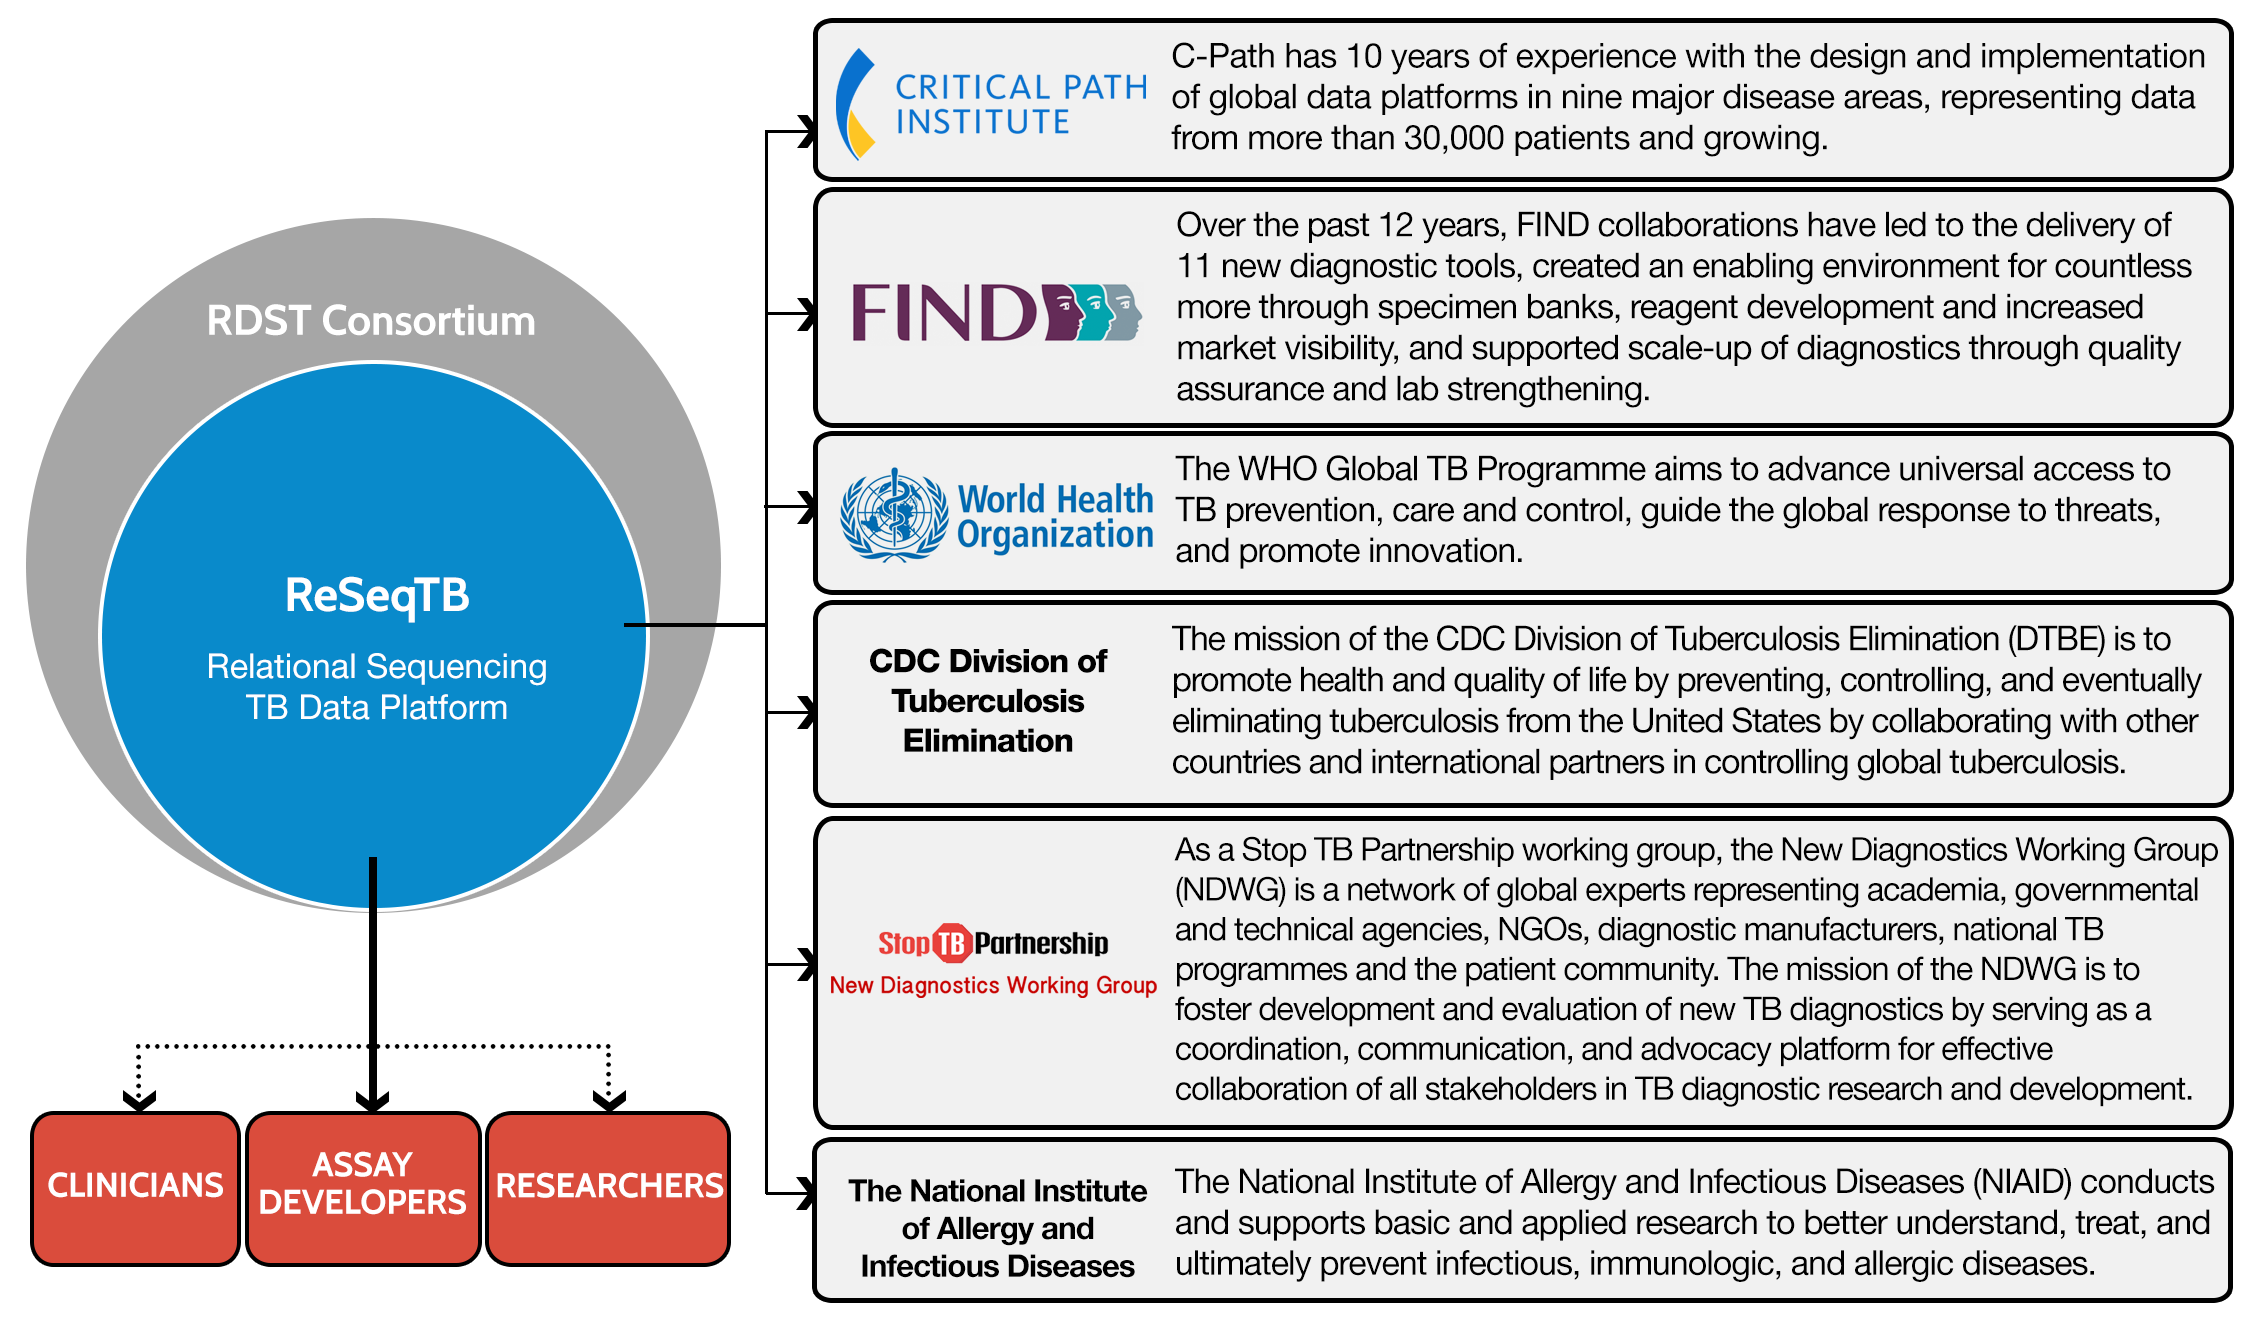 RDST Consortium
ReSeqTB
Relational Sequencing
TB Data Platform
CLINICIANS
ASSAY
DEVELOPERS
RESEARCHERS
CRITICAL PATH
INSTITUTE
C-Path has 10 years of experience with the design and implementation
of global data platforms in nine major disease areas, representing data
from more than 30,000 patients and growing.
FIND
Over the past 12 years, FIND collaborations have led to the delivery of
11 new diagnostic tools, created an enabling environment for countless
more through specimen banks, reagent development and increased
market visibility, and supported scale-up of diagnostics through quality
assurance and lab strengthening.
World Health
Organization
The WHO Global TB Programme aims to advance universal access to
TB prevention, care and control, guide the global response to threats,
and promote innovation.
CDC Division of
Tuberculosis
Elimination
The mission of the CDC Division of Tuberculosis Elimination (DTBE) is to
promote health and quality of life by preventing, controlling, and eventually
eliminating tuberculosis from the United States by collaborating with other
countries and international partners in controlling global tuberculosis.
Stop TB Partnership
New Diagnostics Working Group
As a Stop TB Partnership working group, the New Diagnostics Working Group
(NDWG) is a network of global experts representing academia, governmental
and technical agencies, NGOs, diagnostic manufacturers, national TB
programmes and the patient community. The mission of the NDWG is to
foster development and evaluation of new TB diagnostics by serving as a
coordination, communication, and advocacy platform for effective
collaboration of all stakeholders in TB diagnostic research and development.
The National Institute
of Allergy and
Infectious Diseases
The National Institute of Allergy and Infectious Diseases (NIAID) conducts
and supports basic and applied research to better understand, treat, and
ultimately prevent infectious, immunologic, and allergic diseases.